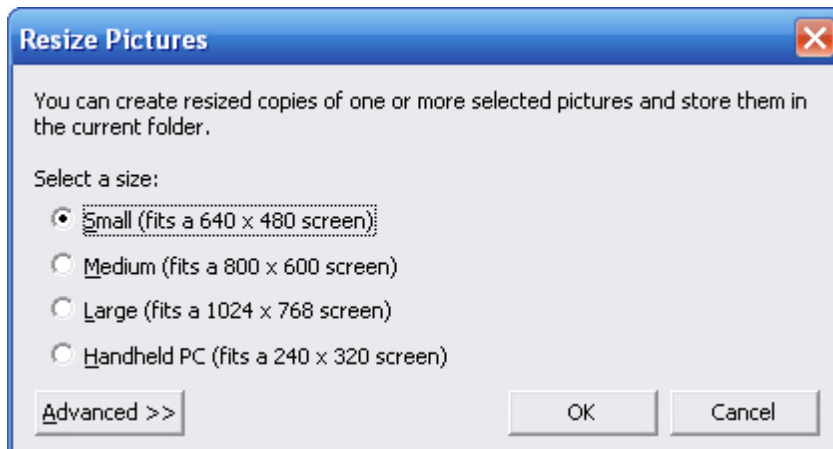 Resize Pictures
You can create resized copies of one or more selected pictures and store them in
the current folder.
Select a size:
Small (fits a 640 x 480 screen)
Medium (fits a 800 x 600 screen)
Large (fits a 1024 x 768 screen)
Handheld PC (fits a 240 x 320 screen)
Advanced >> OK Cancel